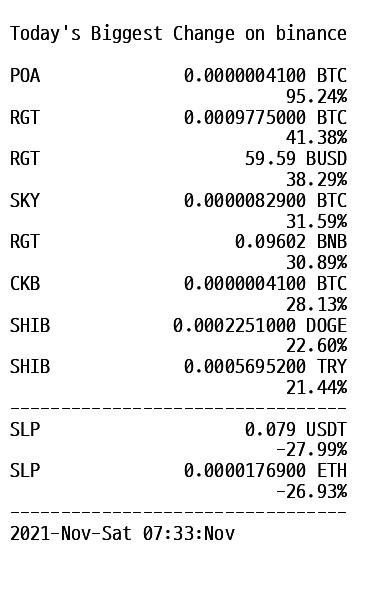 Today's Biggest Change on binance
POA 0.0000004100 BTC
95.24%
RGT 0.0009775000 BTC
41.38%
RGT 59.59 BUSD
38.29%
SKY 0.0000082900 BTC
31.59%
RGT 0.09602 BNB
30.89%
CKB 0.0000004100 BTC
28.13%
SHIB 0.0002251000 DOGE
22.60%
SHIB 0.0005695200 TRY
21.44%
---------------------------------
SLP 0.079 USDT
-27.99%
SLP 0.0000176900 ETH
-26.93%
---------------------------------
2021-Nov-Sat 07:33:Nov